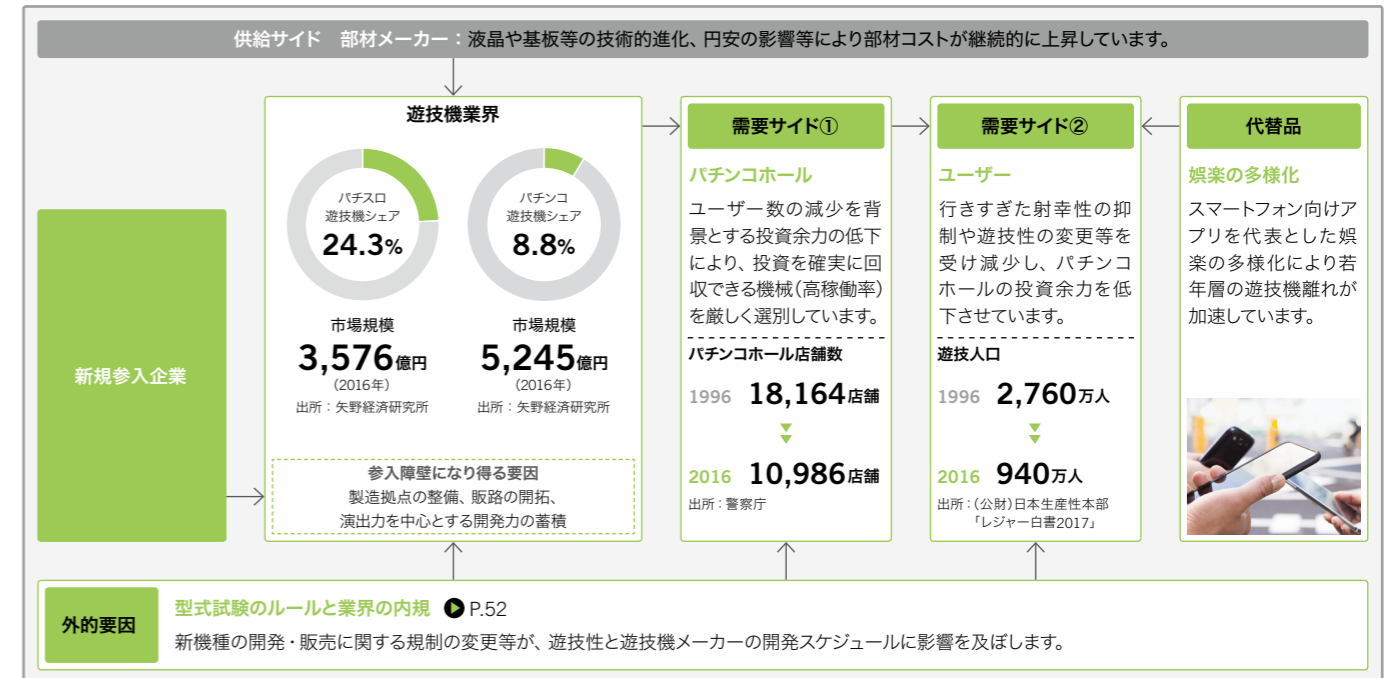 供給サイド 部材メーカー：液晶や基板等の技術的進化、円安の影響等により部材コストが継続的に上昇しています。
新規参入企業
遊技機業界
パチスロ
遊技機シェア
24.3%
市場規模
3,576億円
（2016年）
出所：矢野経済研究所
パチンコ
遊技機シェア
8.8%
市場規模
5,245億円
（2016年）
出所：矢野経済研究所
参入障壁になり得る要因
製造拠点の整備、販路の開拓、
演出力を中心とする開発力の蓄積
需要サイド①
パチンコホール
ユーザー数の減少を背
景とする投資余力の低下
により、投資を確実に回
収できる機械（高稼働率）
を厳しく選別しています。
パチンコホール店舗数
1996 18,164店舗
2016 10,986店舗
出所：警察庁
需要サイド②
ユーザー
行きすぎた射幸性の抑
制や遊技性の変更等を
受け減少し、パチンコ
ホールの投資余力を低
下させています。
遊技人口
1996 2,760万人
2016 940万人
出所：（公財）日本生産性本部
「レジャー白書2017」
代替品
娯楽の多様化
スマートフォン向けア
プリを代表とした娯
楽の多様化により若
年層の遊技機離れが
加速しています。
外的要因
型式試験のルールと業界の内規 P.52
新機種の開発・販売に関する規制の変更等が、遊技性と遊技機メーカーの開発スケジュールに影響を及ぼします。